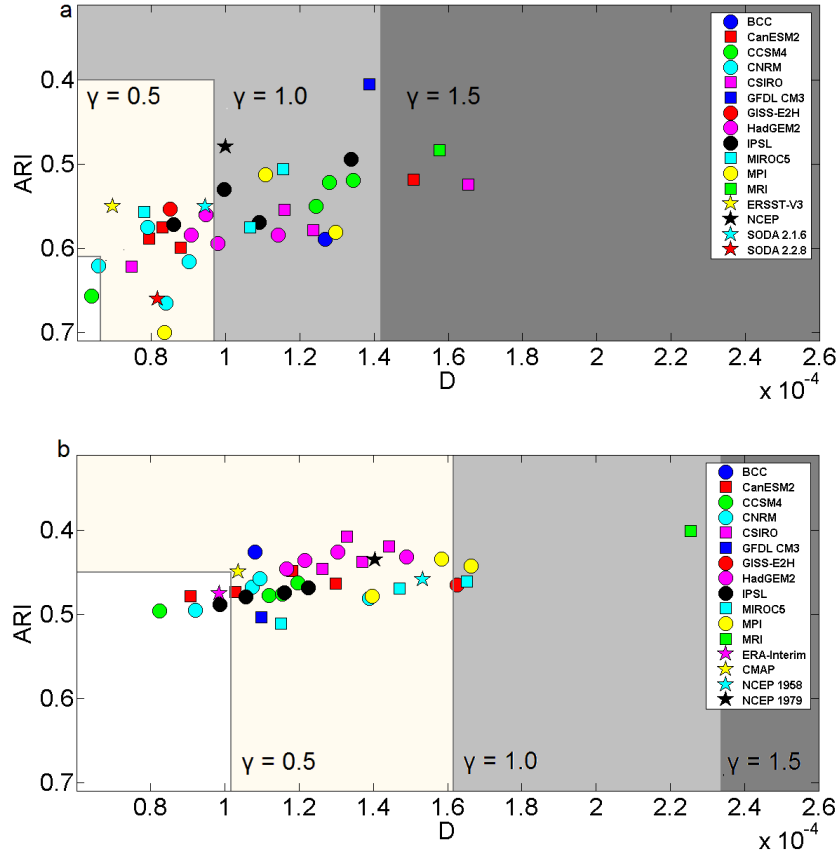 a
0.4
0.5
0.6
0.7
ARI
γ = 0.5
γ = 1.0
γ = 1.5
BCC
CanESM2
CCSM4
CNRM
CSIRO
GFDL CM3
GISS-E2H
HadGEM2
IPSL
MIROC5
MPI
MRI
ERSST-V3
NCEP
SODA 2.1.6
SODA 2.2.8
0.8 1 1.2 1.4 1.6 1.8 2 2.2 2.4 2.6
D
x 10⁻⁴
b
0.4
0.5
0.6
0.7
ARI
BCC
CanESM2
CCSM4
CNRM
CSIRO
GFDL CM3
GISS-E2H
HadGEM2
IPSL
MIROC5
MPI
MRI
ERA-Interim
CMAP
NCEP 1958
NCEP 1979
γ = 0.5
γ = 1.0
γ = 1.5
0.8 1 1.2 1.4 1.6 1.8 2 2.2 2.4 2.6
D
x 10⁻⁴